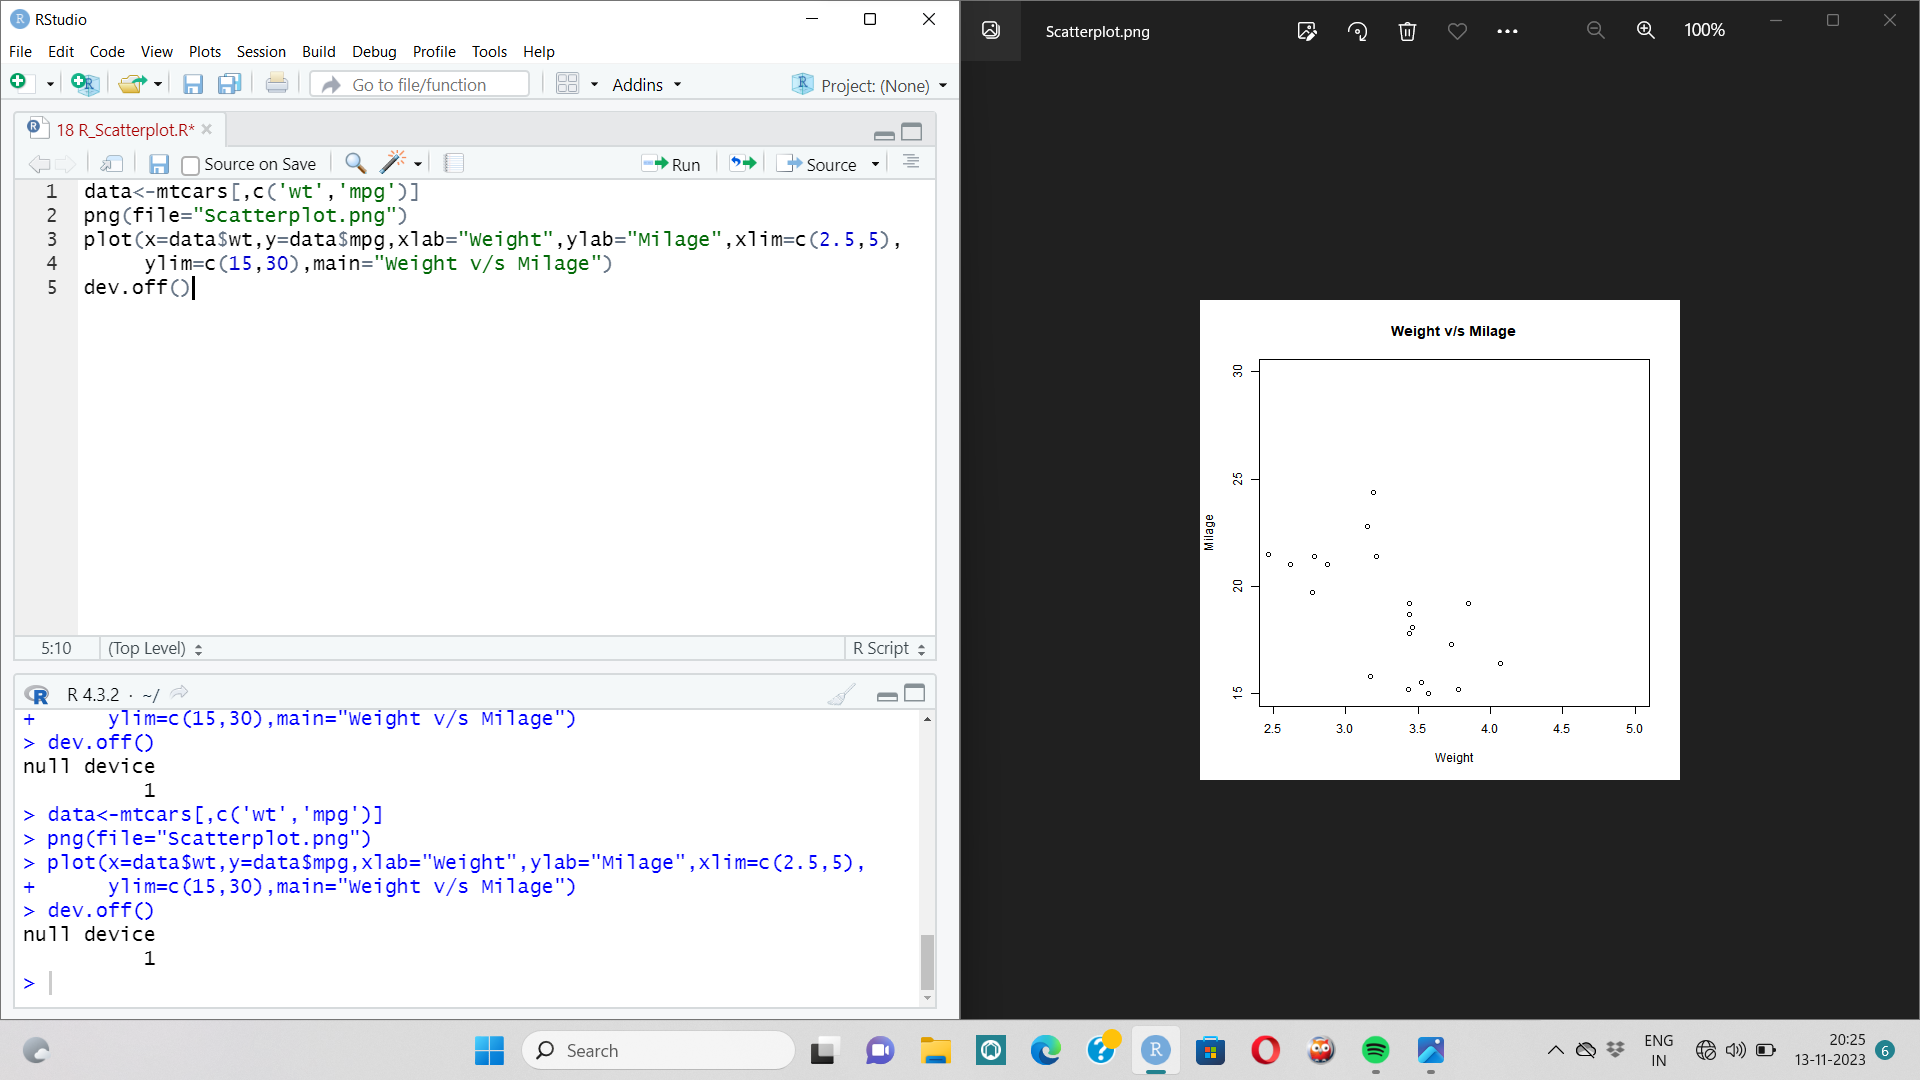 RStudio
File Edit Code View Plots Session Build Debug Profile Tools Help
Go to file/function Addins Project: (None)
18 R_Scatterplot.R*
Source on Save Run Source
1 data<-mtcars[,c('wt','mpg')]
2 png(file="Scatterplot.png")
3 plot(x=data$wt,y=data$mpg,xlab="Weight",ylab="Milage",xlim=c(2.5,5),
4 ylim=c(15,30),main="Weight v/s Milage")
5 dev.off()
5:10 (Top Level) R Script
R 4.3.2 · ~/
+ ylim=c(15,30),main="Weight v/s Milage")
> dev.off()
null device
1
> data<-mtcars[,c('wt','mpg')]
> png(file="Scatterplot.png")
> plot(x=data$wt,y=data$mpg,xlab="Weight",ylab="Milage",xlim=c(2.5,5),
+ ylim=c(15,30),main="Weight v/s Milage")
> dev.off()
null device
1
>
Scatterplot.png 100%
Weight v/s Milage
30
25
20
15
Milage
2.5 3.0 3.5 4.0 4.5 5.0
Weight
Search
ENG
IN
20:25
13-11-2023
6